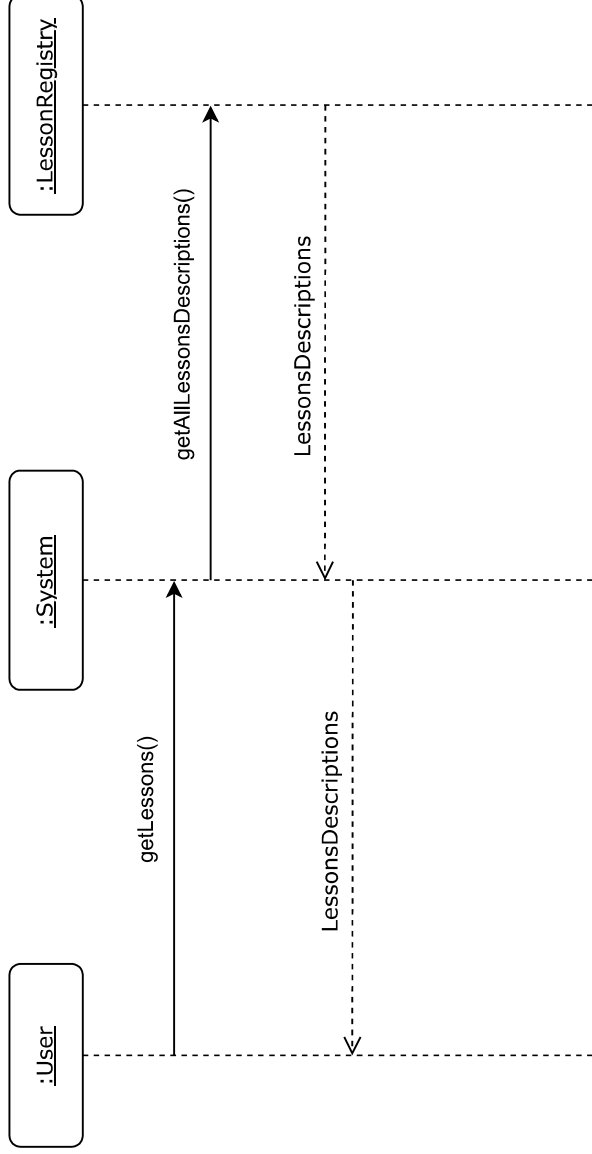 :User
:System
:LessonRegistry
getLessons()
getAllLessonsDescriptions()
LessonsDescriptions
LessonsDescriptions